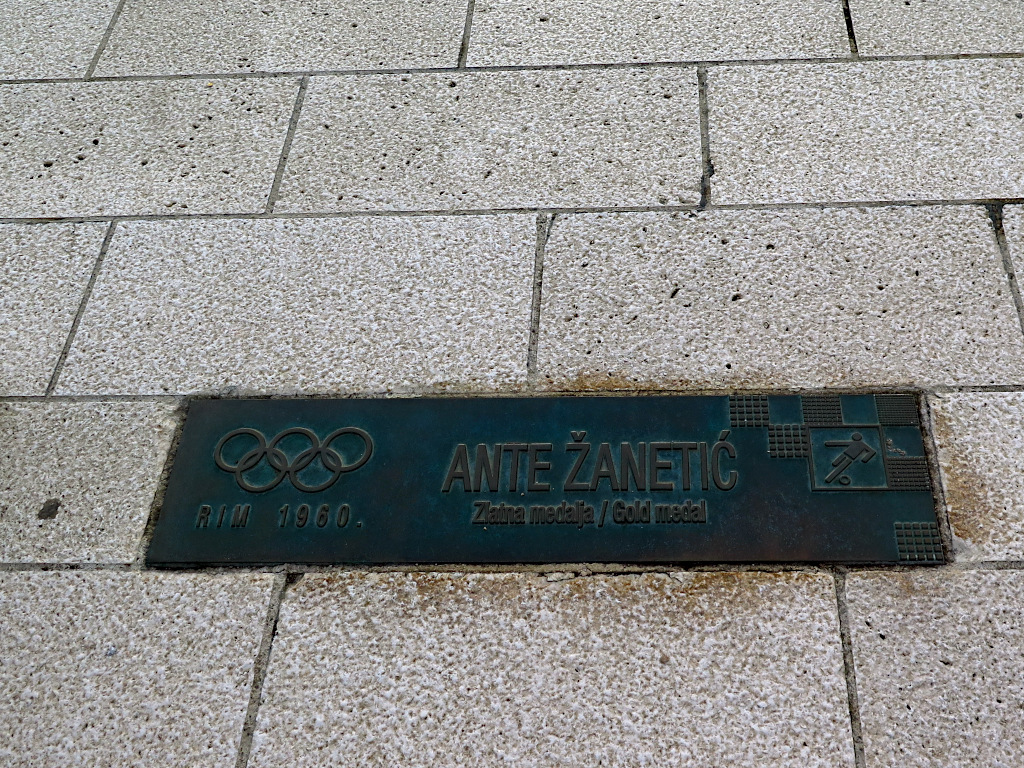 RIM 1960.
ANTE ŽANETIĆ
Zlatna medalja / Gold medal